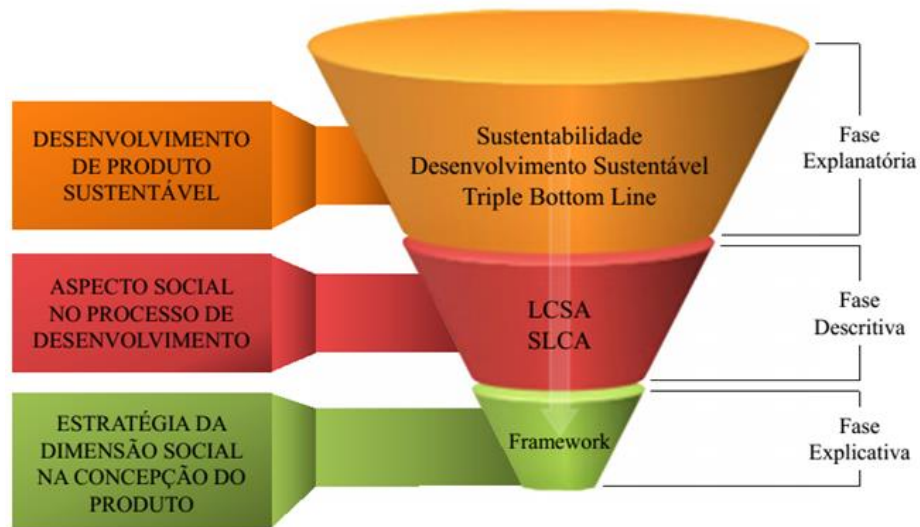 DESENVOLVIMENTO
DE PRODUTO
SUSTENTÁVEL
Sustentabilidade
Desenvolvimento Sustentável
Triple Bottom Line
Fase
Explanatória
ASPECTO SOCIAL
NO PROCESSO DE
DESENVOLVIMENTO
LCSA
SLCA
Fase
Descritiva
ESTRATÉGIA DA
DIMENSÃO SOCIAL
NA CONCEPÇÃO DO
PRODUTO
Framework
Fase
Explicativa